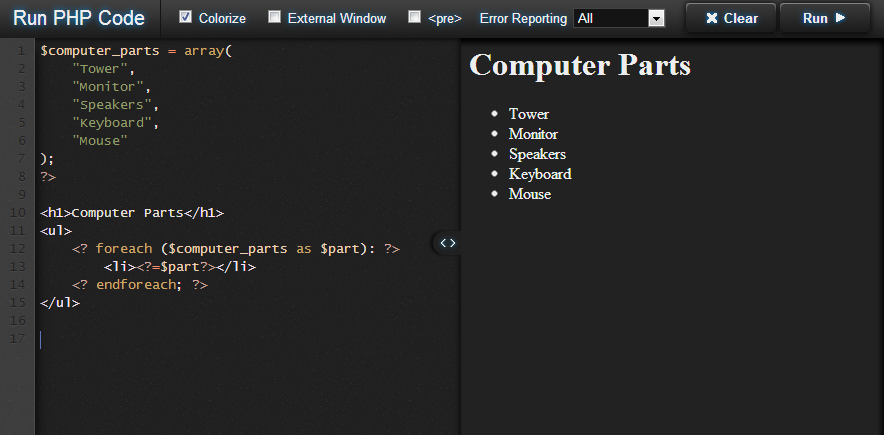 Run PHP Code
Colorize
External Window
<pre>
Error Reporting
All
Clear
Run
1 $computer_parts = array(
2 "Tower",
3 "Monitor",
4 "Speakers",
5 "Keyboard",
6 "Mouse"
7 );
8 ?>
9
10 <h1>Computer Parts</h1>
11 <ul>
12 <? foreach ($computer_parts as $part): ?>
13 <li><?=$part?></li>
14 <? endforeach; ?>
15 </ul>
16
17
<>
Computer Parts
Tower
Monitor
Speakers
Keyboard
Mouse